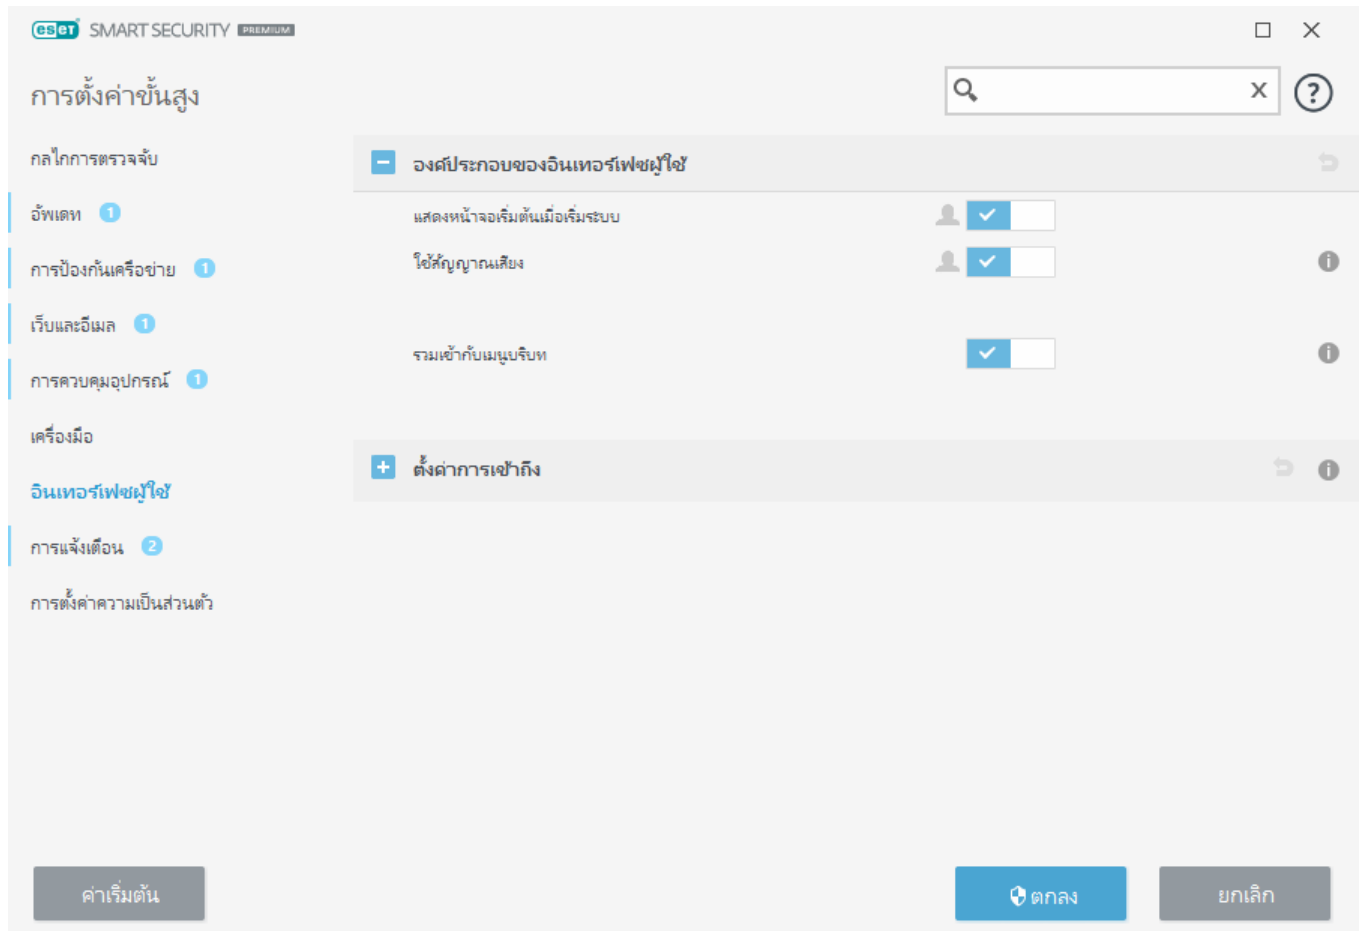 eset SMART SECURITY PREMIUM
การตั้งค่าขั้นสูง
x
?
กลไกการตรวจจับ
อัพเดท 1
การป้องกันเครือข่าย 1
เว็บและอีเมล 1
การควบคุมอุปกรณ์ 1
เครื่องมือ
อินเทอร์เฟซผู้ใช้
การแจ้งเตือน 2
การตั้งค่าความเป็นส่วนตัว
องค์ประกอบของอินเทอร์เฟซผู้ใช้
แสดงหน้าจอเริ่มต้นเมื่อเริ่มระบบ
ใช้สัญญาณเสียง
รวมเข้ากับเมนูบริบท
ตั้งค่าการเข้าถึง
ค่าเริ่มต้น
ตกลง
ยกเลิก